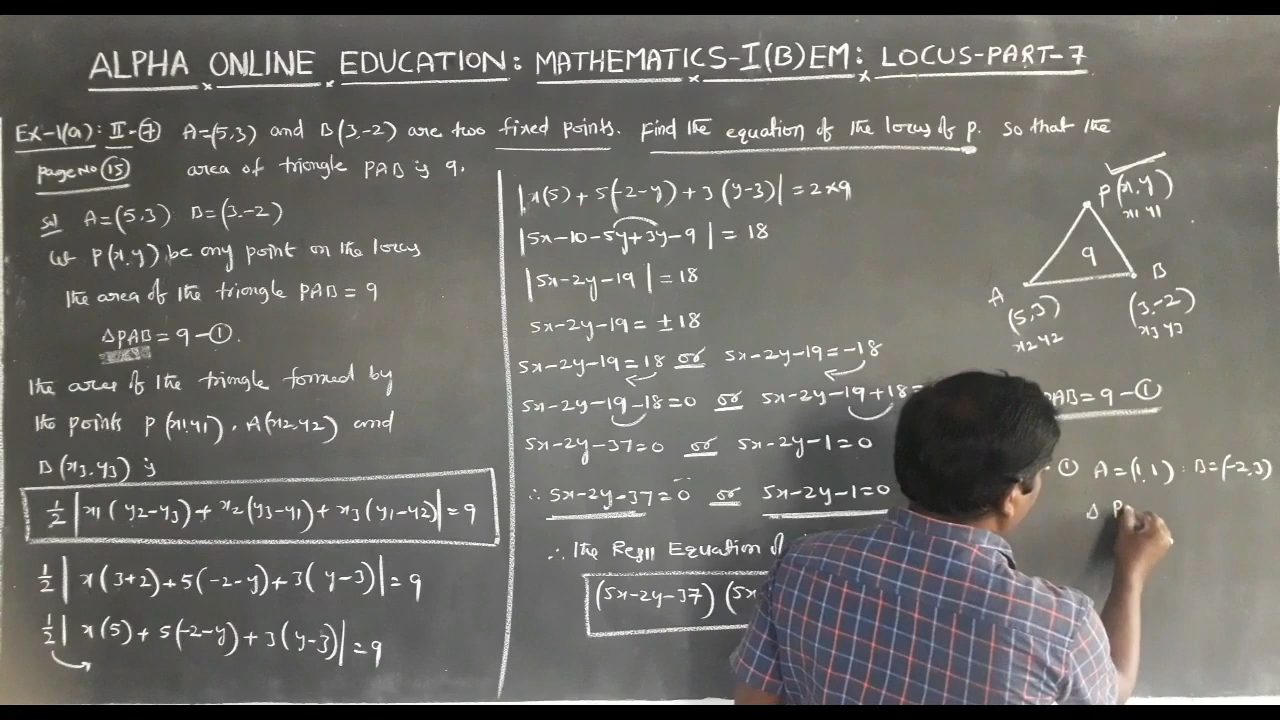 ALPHA ONLINE EDUCATION: MATHEMATICS-I(B)EM: LOCUS-PART-7
Ex-1(a): II-⑦ A=(5,3) and B(3,-2) are two fixed points. Find the equation of the locus of p. so that the
page No ⑮ area of triangle PAB is 9.
Sol A=(5,3) B=(3,-2)
Let P(x,y) be any point on the locus
The area of the triangle PAB = 9
ΔPAB = 9 -①.
The area of the triangle formed by
the points P(x1,y1), A(x2,y2) and
B(x3,y3) is
1/2 |x1(y2-y3)+x2(y3-y1)+x3(y1-y2)| = 9
1/2 | x(3+2)+5(-2-y)+3(y-3)| = 9
1/2 | x(5)+5(-2-y)+3(y-3)| = 9
|x(5)+5(-2-y)+3(y-3)| = 2×9
|5x-10-5y+3y-9| = 18
|5x-2y-19| = 18
5x-2y-19 = ±18
5x-2y-19=18 or 5x-2y-19=-18
5x-2y-19-18=0 or 5x-2y-19+18=
5x-2y-37=0 or 5x-2y-1=0
∴ 5x-2y-37=0 or 5x-2y-1=0
∴ The Req Equation of
(5x-2y-37) (5x-
P(x,y)
x1 y1
9
A
(5,3)
x2 y2
B
(3,-2)
x3 y3
PAB = 9 -①
① A=(1,1): B=(-2,3)
Δ P